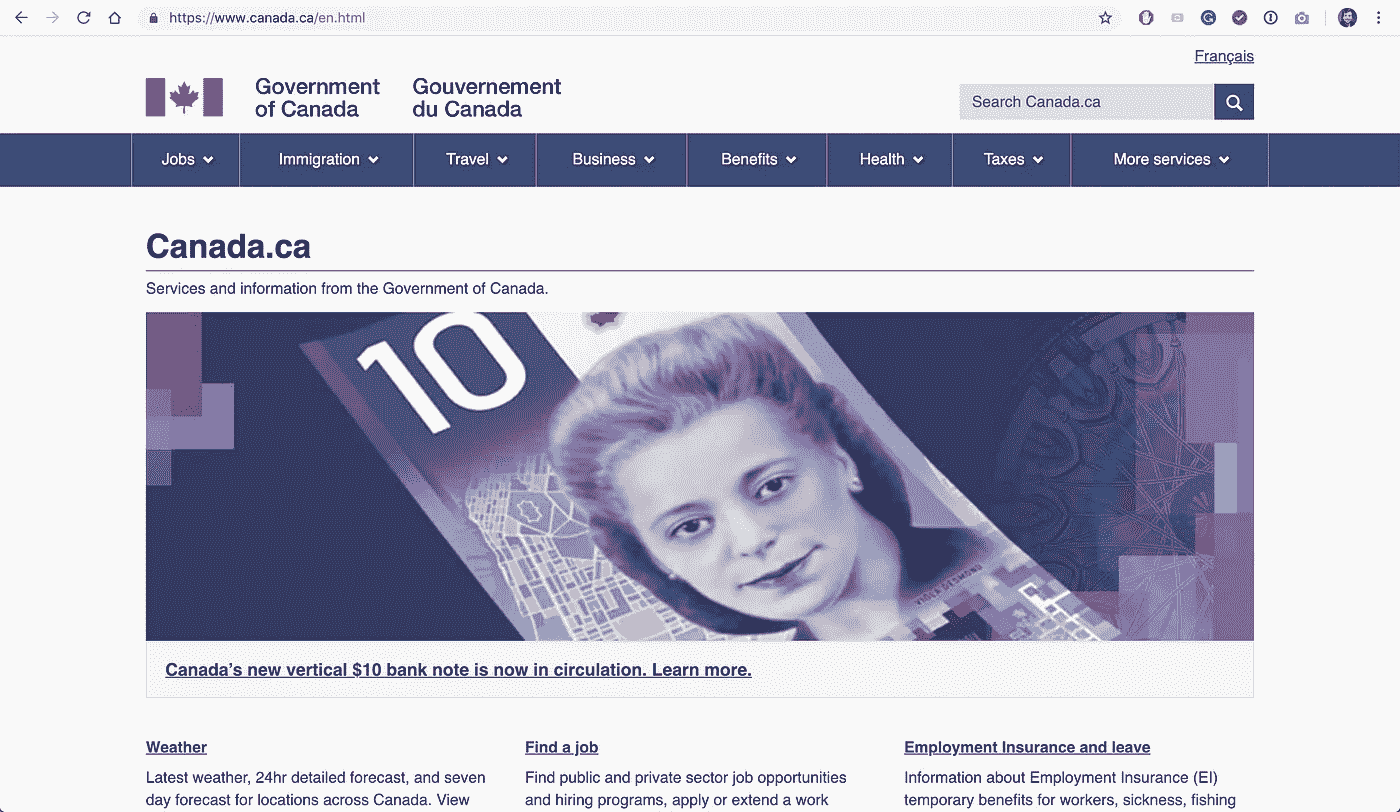 https://www.canada.ca/en.html
Français
Government of Canada
Gouvernement du Canada
Search Canada.ca
Jobs
Immigration
Travel
Business
Benefits
Health
Taxes
More services
Canada.ca
Services and information from the Government of Canada.
10
VIOLA DESMOND
Canada's new vertical $10 bank note is now in circulation. Learn more.
Weather
Latest weather, 24hr detailed forecast, and seven
day forecast for locations across Canada. View
Find a job
Find public and private sector job opportunities
and hiring programs, apply or extend a work
Employment Insurance and leave
Information about Employment Insurance (EI)
temporary benefits for workers, sickness, fishing